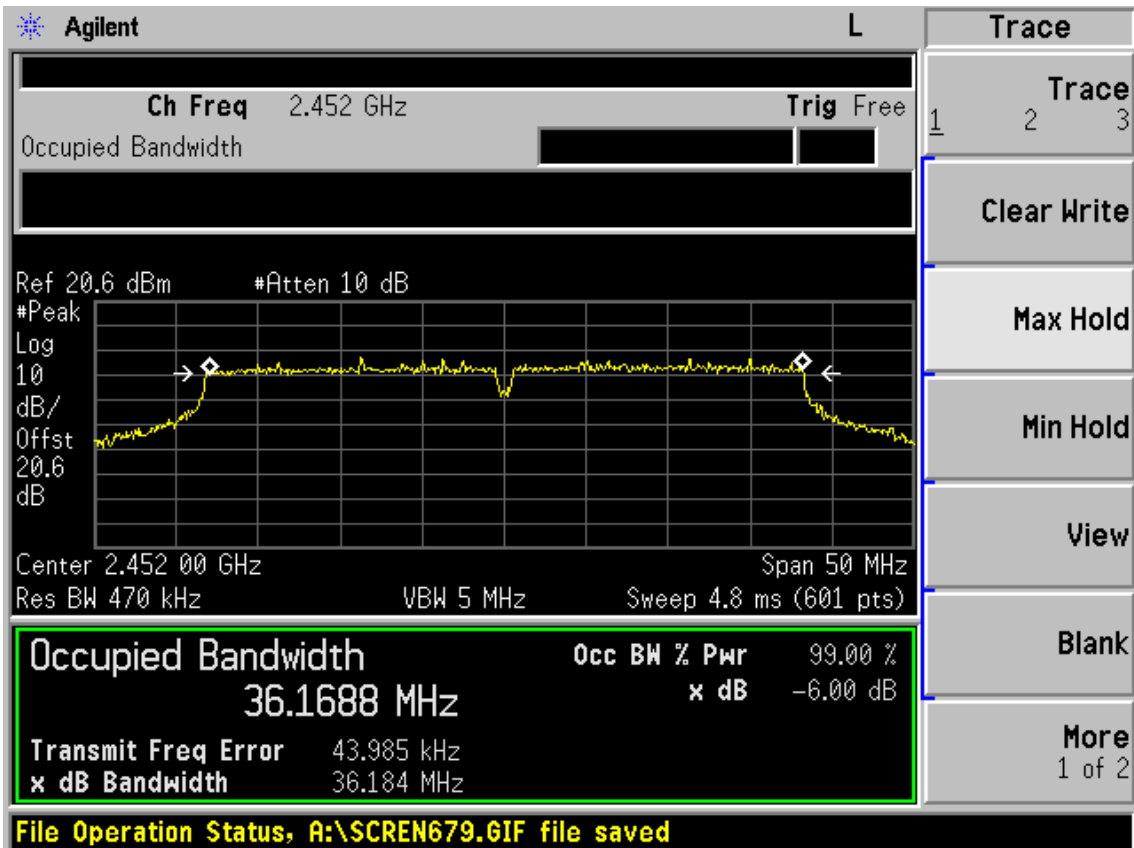 Agilent L Trace
Ch Freq 2.452 GHz Trig Free
Occupied Bandwidth
Trace
1 2 3
Clear Write
Max Hold
Min Hold
View
Blank
More
1 of 2
Ref 20.6 dBm #Atten 10 dB
#Peak
Log
10
dB/
Offst
20.6
dB
Center 2.452 00 GHz Span 50 MHz
Res BW 470 kHz VBW 5 MHz Sweep 4.8 ms (601 pts)
Occupied Bandwidth Occ BW % Pwr 99.00 %
36.1688 MHz x dB -6.00 dB
Transmit Freq Error 43.985 kHz
x dB Bandwidth 36.184 MHz
File Operation Status, A:\SCREN679.GIF file saved